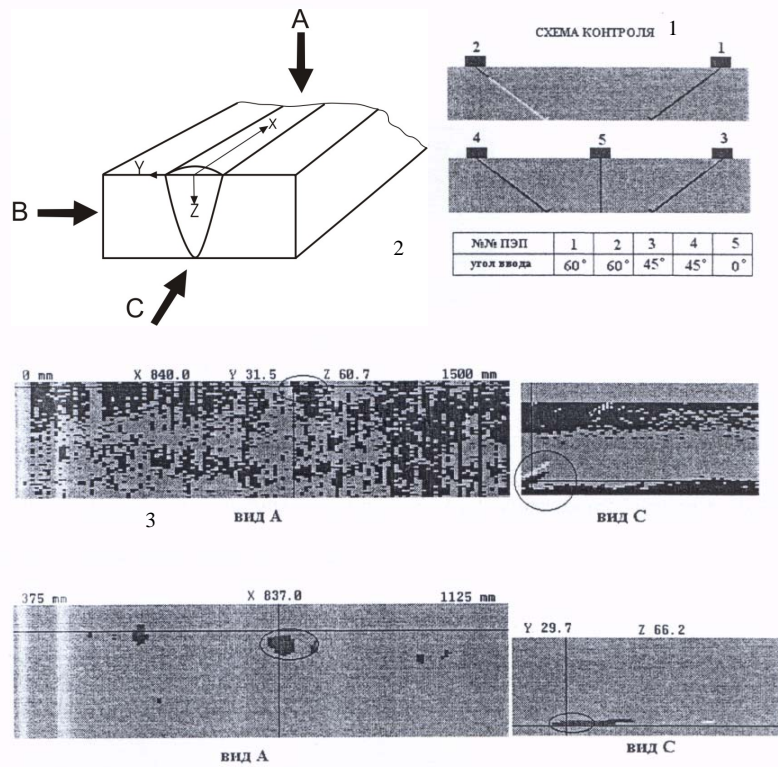 A
B
C
X
Y
Z
2
СХЕМА КОНТРОЛЯ 1
2 1
4 5 3
№№ ПЭП 1 2 3 4 5
угол ввода 60° 60° 45° 45° 0°
0 mm X 840.0 Y 31.5 Z 60.7 1500 mm
3
вид А
вид С
375 mm X 837.0 1125 mm
Y 29.7 Z 66.2
вид А
вид С